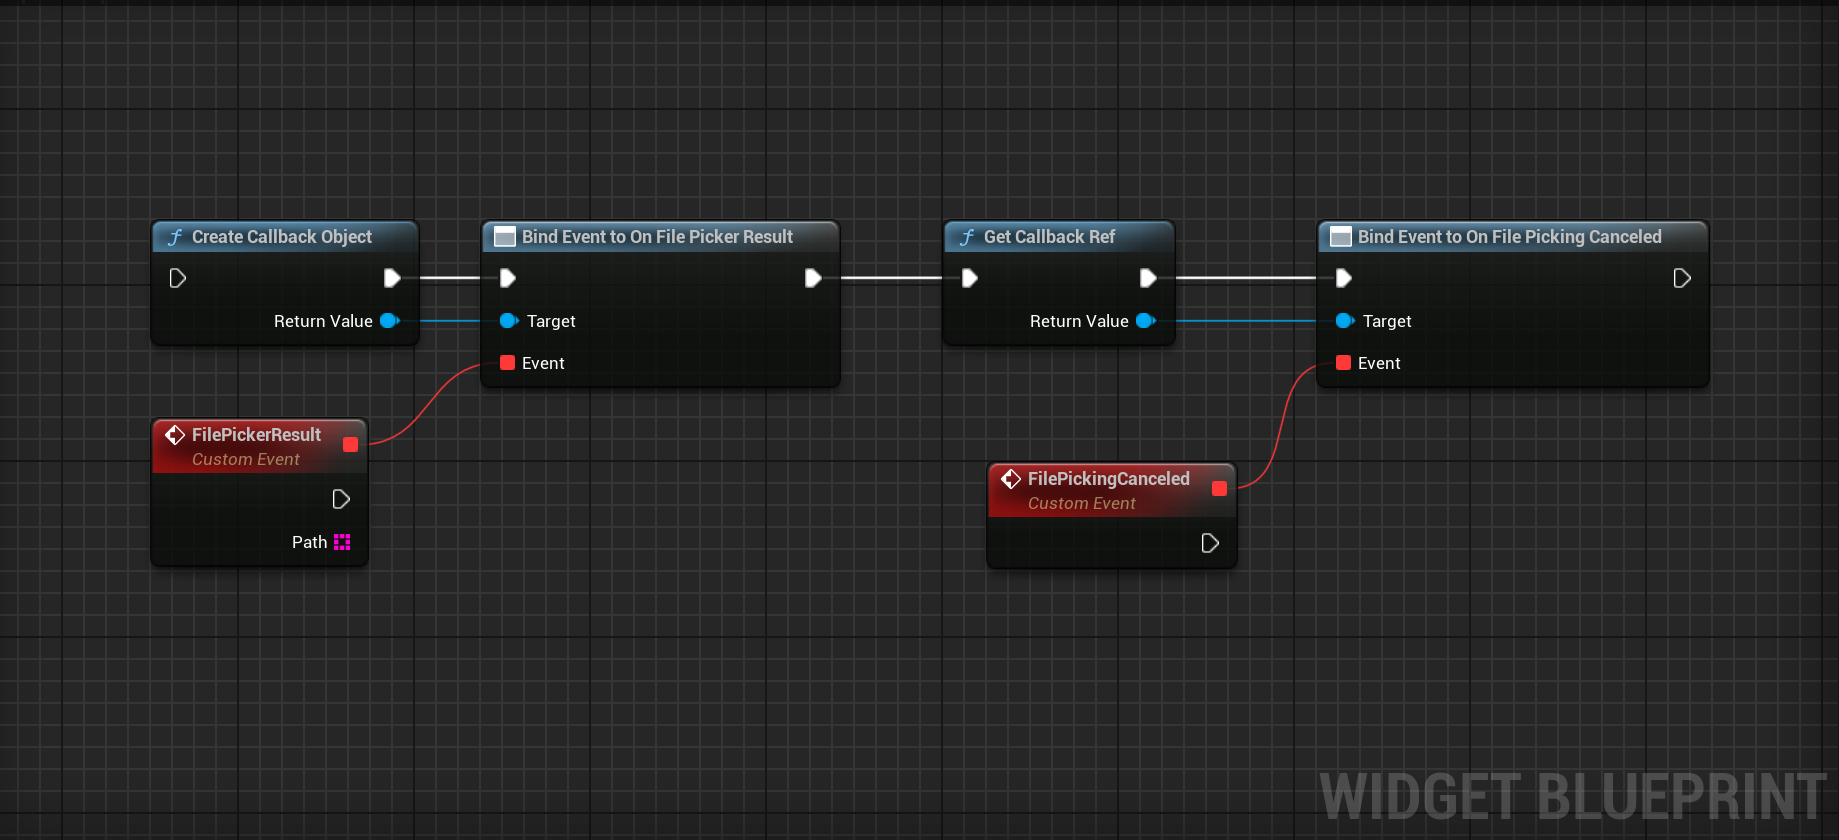 Create Callback Object
Return Value
Bind Event to On File Picker Result
Target
Event
Get Callback Ref
Return Value
Bind Event to On File Picking Canceled
Target
Event
FilePickerResult
Custom Event
Path
FilePickingCanceled
Custom Event
WIDGET BLUEPRINT